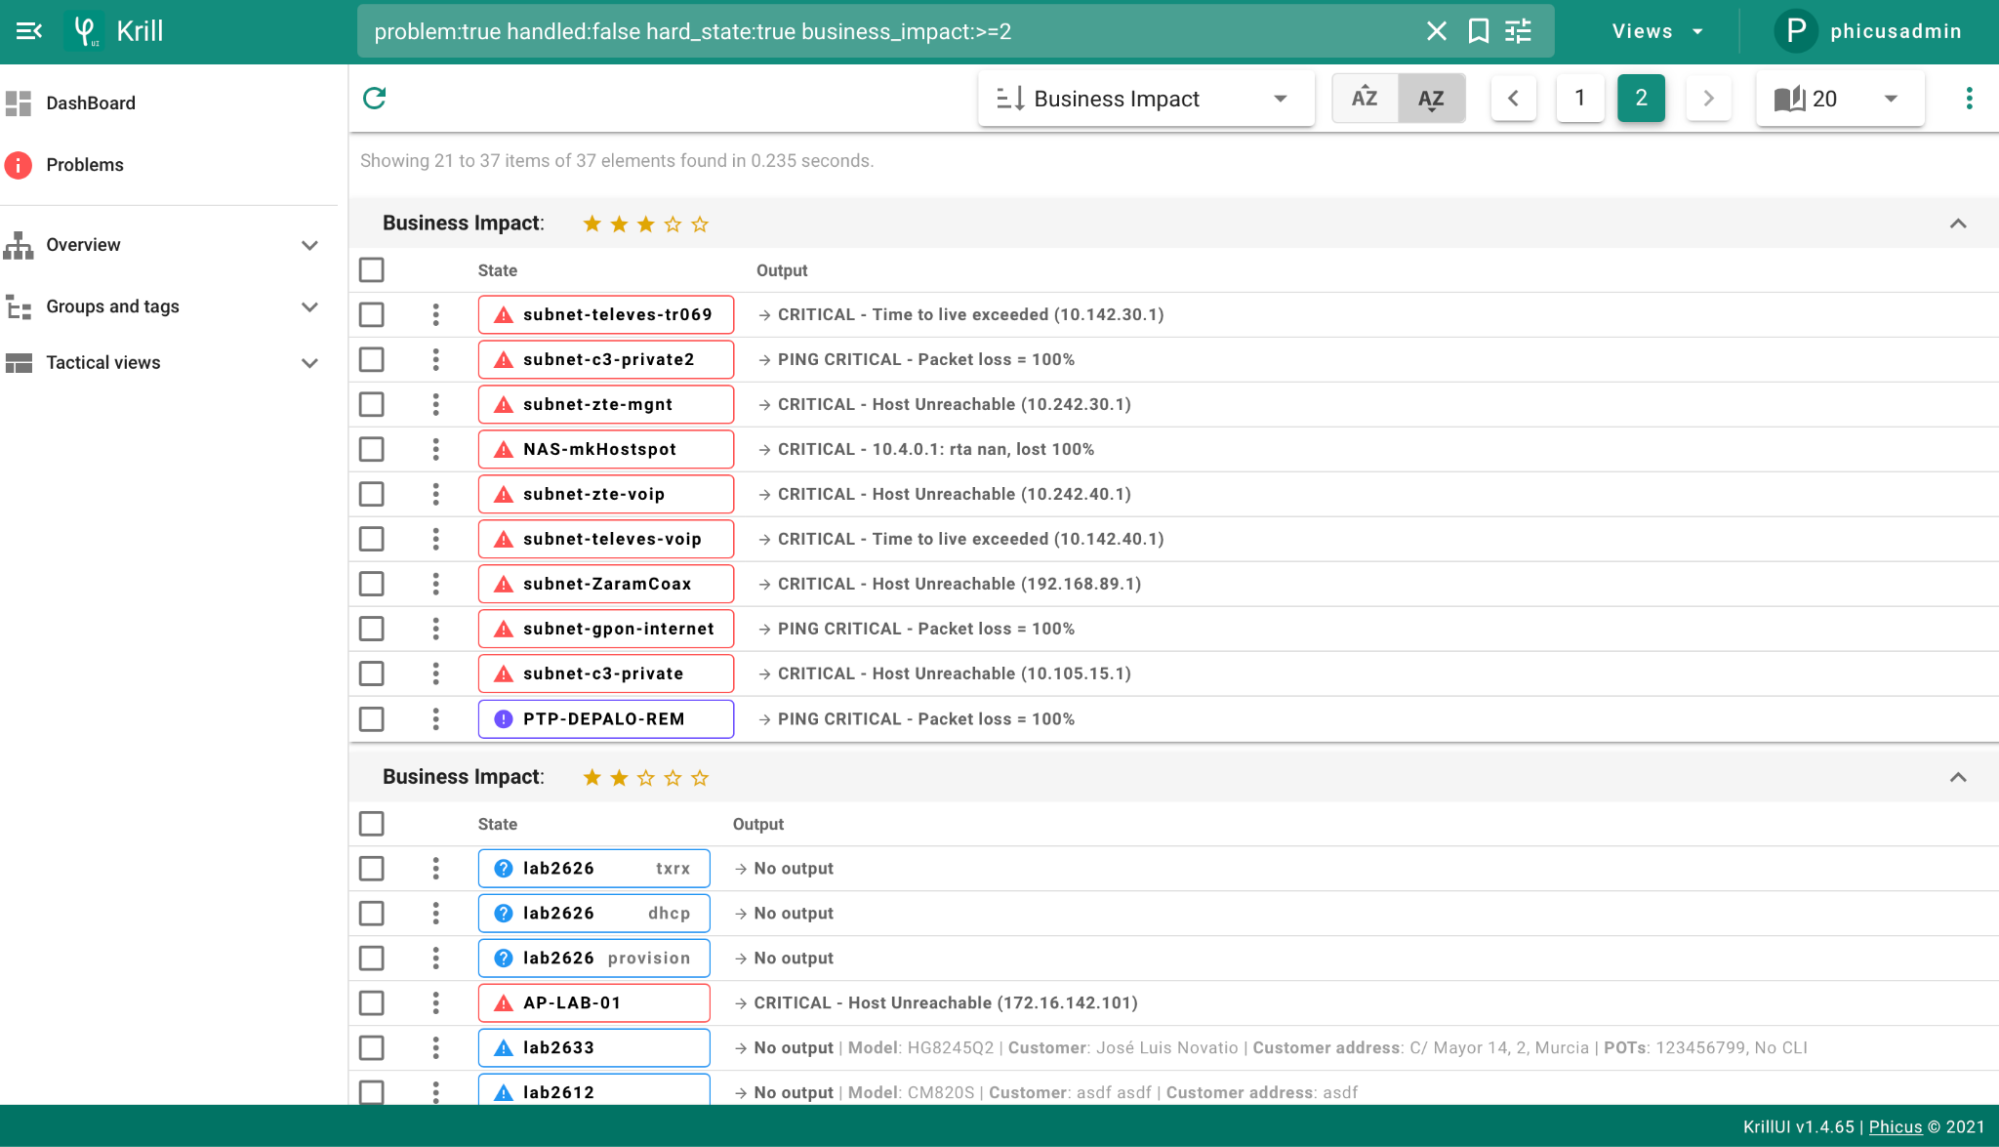 Krill
UI
problem:true handled:false hard_state:true business_impact:>=2
Views
P phicusadmin
DashBoard
Problems
Overview
Groups and tags
Tactical views
Business Impact
AZ AZ
1 2
20
Showing 21 to 37 items of 37 elements found in 0.235 seconds.
Business Impact:
State Output
subnet-televes-tr069 → CRITICAL - Time to live exceeded (10.142.30.1)
subnet-c3-private2 → PING CRITICAL - Packet loss = 100%
subnet-zte-mgnt → CRITICAL - Host Unreachable (10.242.30.1)
NAS-mkHostspot → CRITICAL - 10.4.0.1: rta nan, lost 100%
subnet-zte-voip → CRITICAL - Host Unreachable (10.242.40.1)
subnet-televes-voip → CRITICAL - Time to live exceeded (10.142.40.1)
subnet-ZaramCoax → CRITICAL - Host Unreachable (192.168.89.1)
subnet-gpon-internet → PING CRITICAL - Packet loss = 100%
subnet-c3-private → CRITICAL - Host Unreachable (10.105.15.1)
PTP-DEPALO-REM → PING CRITICAL - Packet loss = 100%
Business Impact:
State Output
lab2626 txrx → No output
lab2626 dhcp → No output
lab2626 provision → No output
AP-LAB-01 → CRITICAL - Host Unreachable (172.16.142.101)
lab2633 → No output | Model: HG8245Q2 | Customer: José Luis Novatio | Customer address: C/ Mayor 14, 2, Murcia | POTs: 123456799, No CLI
lab2612 → No output | Model: CM820S | Customer: asdf asdf | Customer address: asdf
KrillUI v1.4.65 | Phicus © 2021